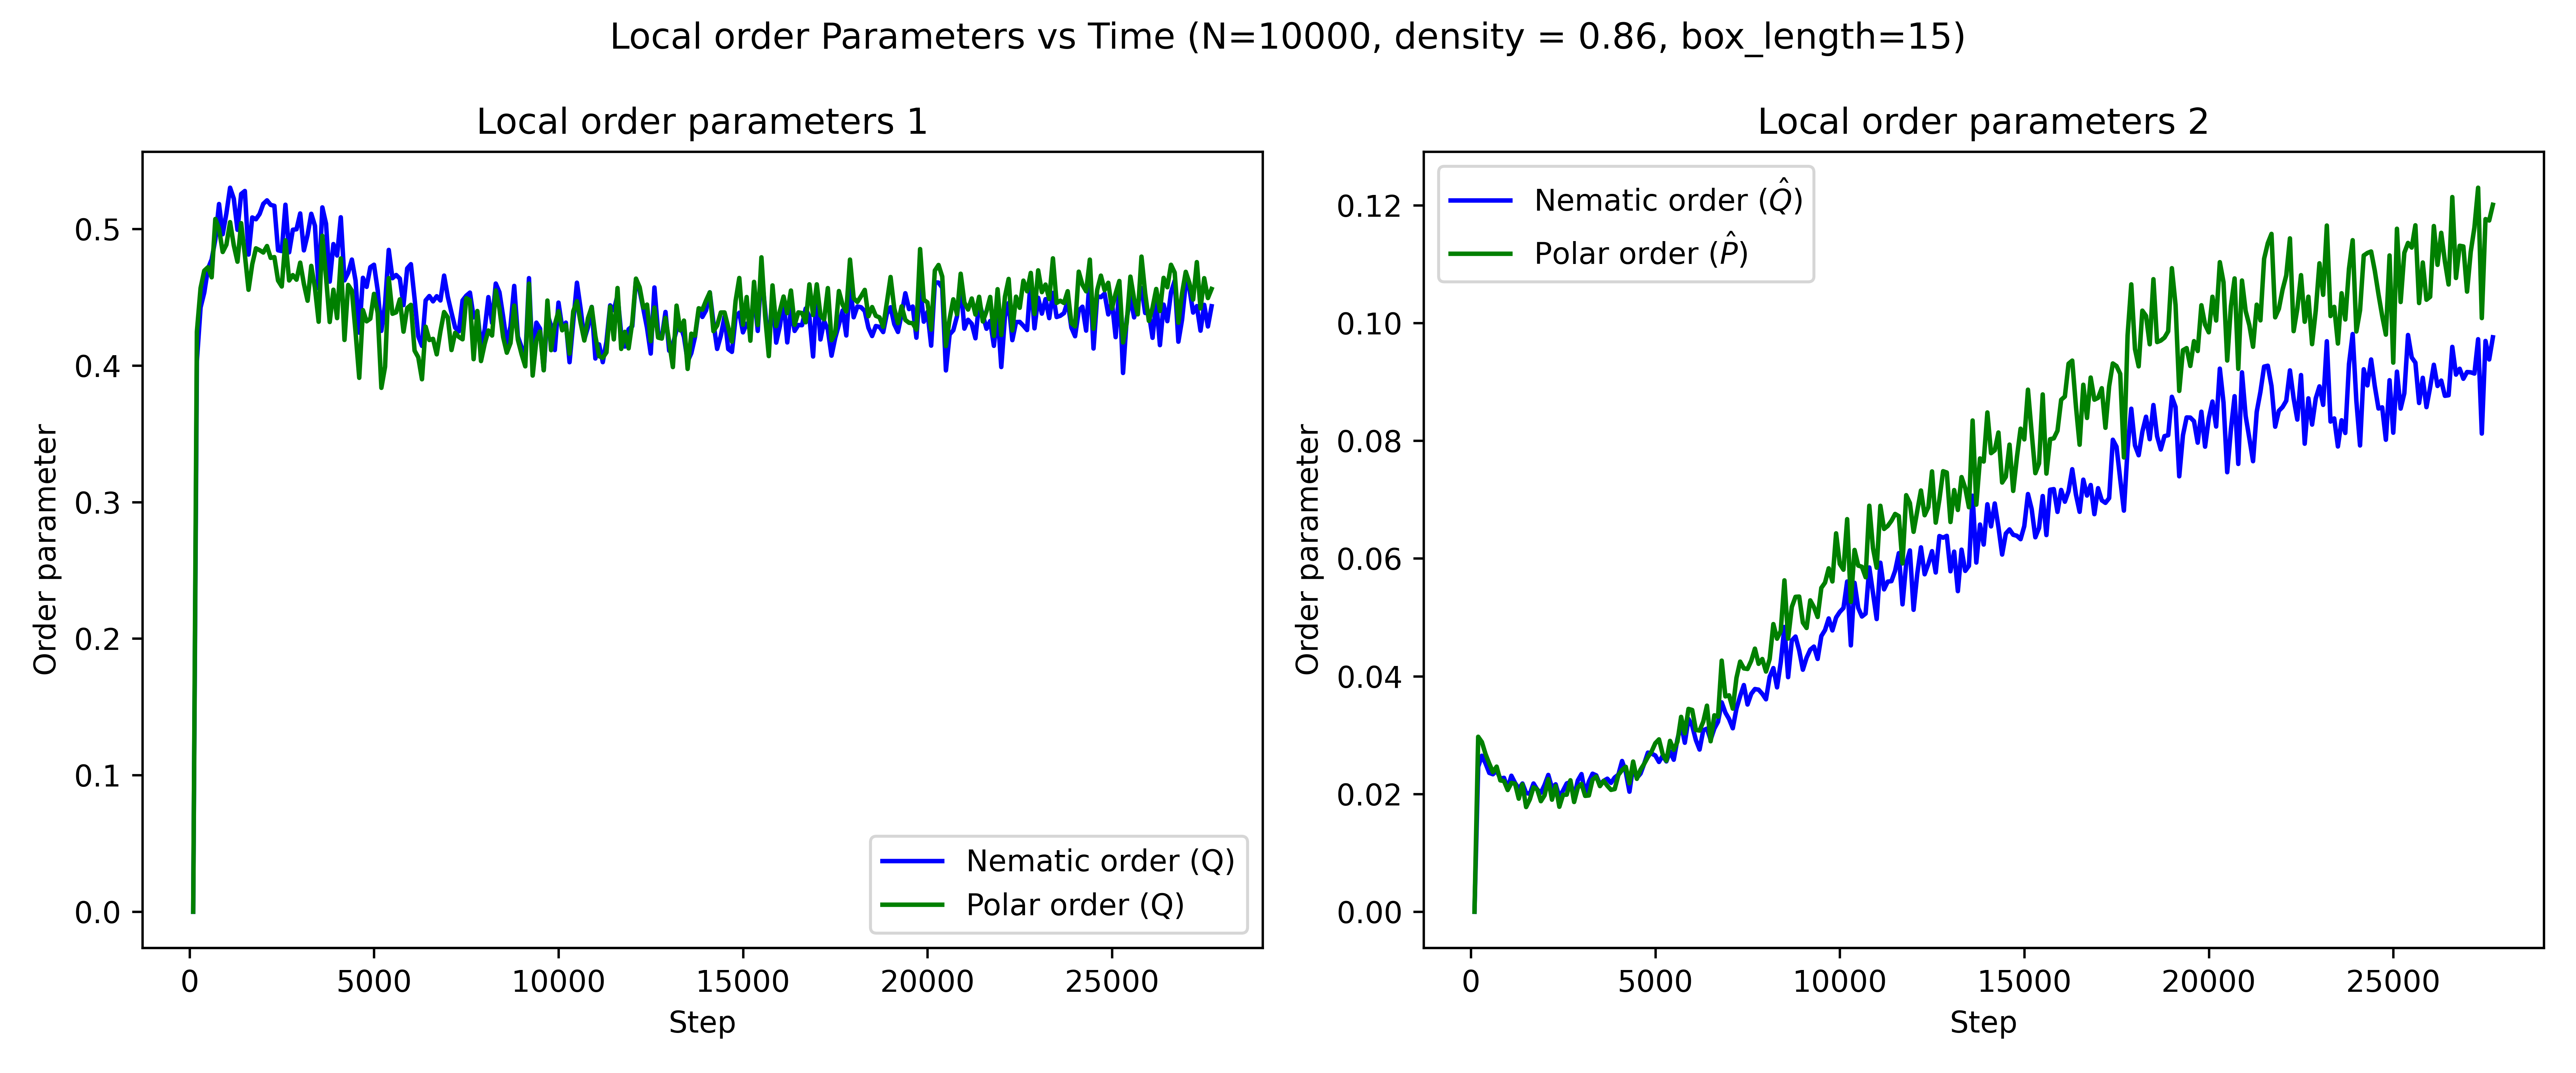 Local order Parameters vs Time (N=10000, density = 0.86, box_length=15)
Local order parameters 1
Order parameter
0.5
0.4
0.3
0.2
0.1
0.0
Nematic order (Q)
Polar order (Q)
0
5000
10000
15000
20000
25000
Step
Local order parameters 2
Order parameter
Nematic order (Q̂)
Polar order (P̂)
0.12
0.10
0.08
0.06
0.04
0.02
0.00
0
5000
10000
15000
20000
25000
Step